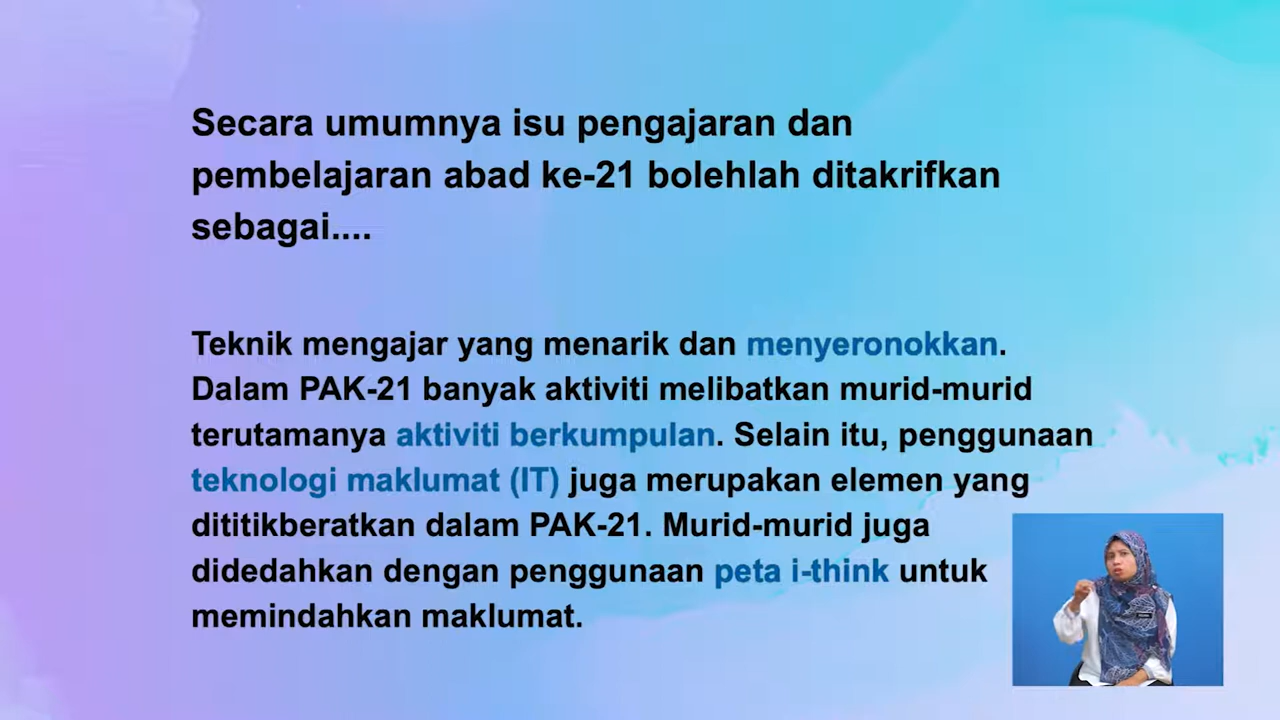 Secara umumnya isu pengajaran dan
pembelajaran abad ke-21 bolehlah ditakrifkan
sebagai....
Teknik mengajar yang menarik dan menyeronokkan.
Dalam PAK-21 banyak aktiviti melibatkan murid-murid
terutamanya aktiviti berkumpulan. Selain itu, penggunaan
teknologi maklumat (IT) juga merupakan elemen yang
dititikberatkan dalam PAK-21. Murid-murid juga
didedahkan dengan penggunaan peta i-think untuk
memindahkan maklumat.